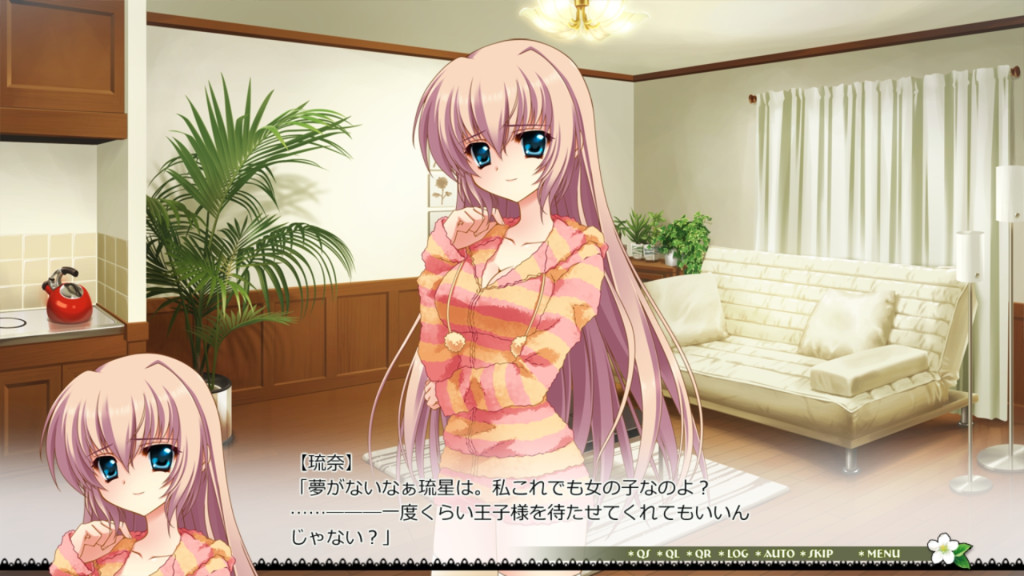 【琉奈】
「夢がないなぁ琉星は。私これでも女の子なのよ？
……―――一度くらい王子様を待たせてくれてもいいん
じゃない？」
*QS *QL *QR *LOG *AUTO *SKIP *MENU